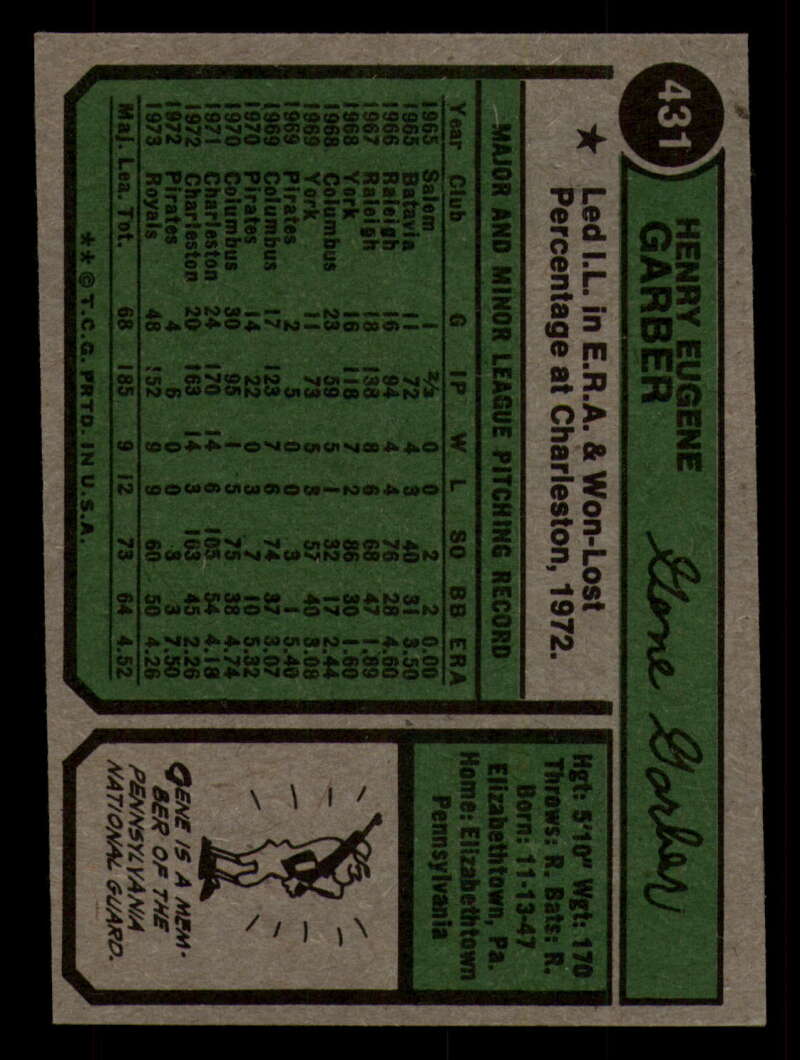 431
HENRY EUGENE
GARBER
Gene Garber
★ Led I.L. in E.R.A. & Won-Lost
Percentage at Charleston, 1972.
MAJOR AND MINOR LEAGUE PITCHING RECORD
Year Club G IP W L SO BB ERA
1965 Salem 1 2/3 0 0 2 2 0.00
1965 Batavia 11 72 4 3 40 31 3.50
1966 Raleigh 16 94 4 4 76 28 4.60
1967 Raleigh 18 138 8 6 68 47 1.89
1968 York 16 118 7 2 86 30 1.60
1968 Columbus 23 59 5 1 32 17 2.44
1969 York 11 73 5 3 57 40 3.08
1969 Pirates 2 5 0 0 3 1 5.40
1969 Columbus 17 123 7 6 74 37 3.07
1970 Pirates 14 22 0 3 7 10 5.32
1970 Columbus 30 95 1 5 75 38 4.74
1971 Charleston 24 170 14 6 105 54 4.18
1972 Charleston 20 163 14 3 163 45 2.26
1972 Pirates 4 6 0 0 3 3 7.50
1973 Royals 48 152 9 9 60 50 4.26
Maj. Lea. Tot. 68 185 9 12 73 64 4.52
** © T.C.G. PRTD. IN U.S.A.
Hgt: 5'10" Wgt: 170
Throws: R. Bats: R.
Born: 11-13-47
Elizabethtown, Pa.
Home: Elizabethtown
Pennsylvania
GENE IS A MEM-
BER OF THE
PENNSYLVANIA
NATIONAL GUARD.